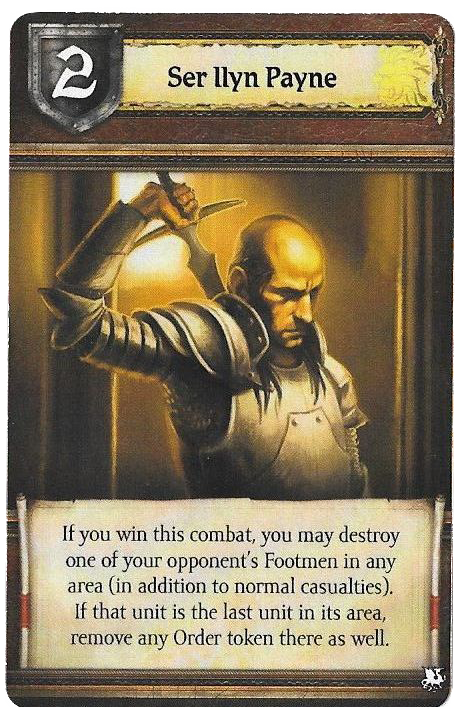 2
Ser Ilyn Payne
If you win this combat, you may destroy
one of your opponent's Footmen in any
area (in addition to normal casualties).
If that unit is the last unit in its area,
remove any Order token there as well.